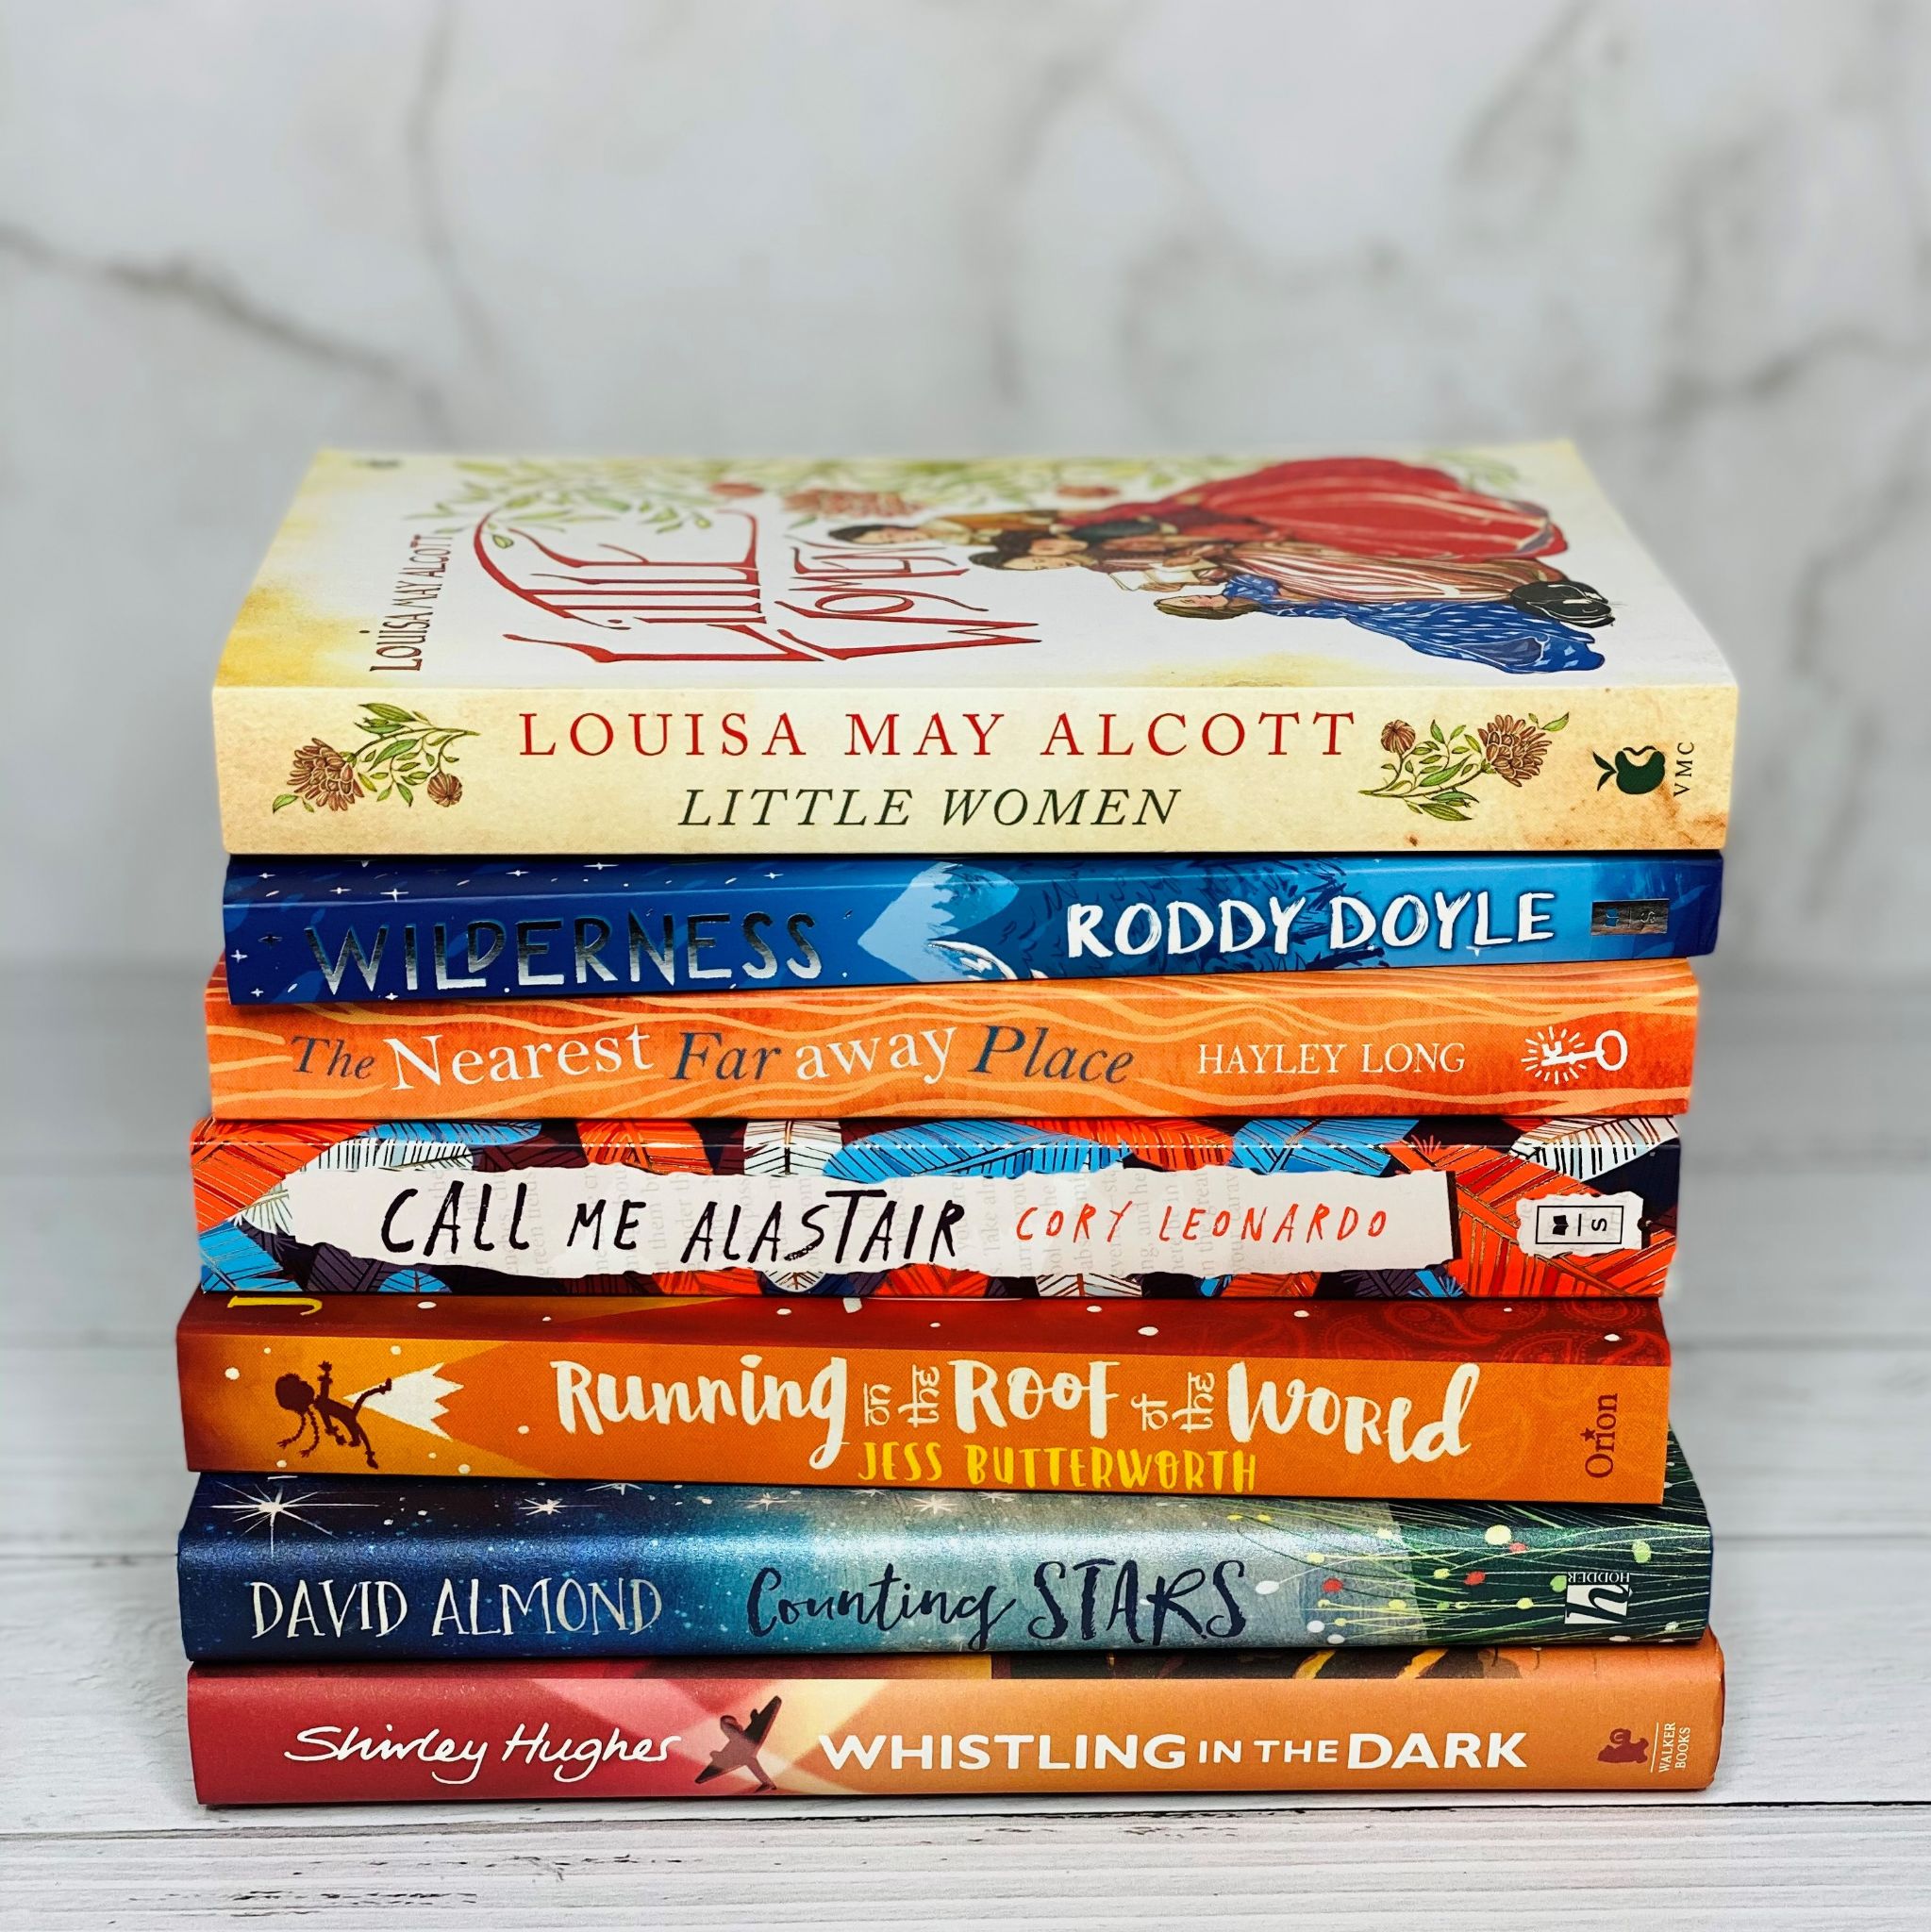 LOUISA MAY ALCOTT
LITTLE
WOMEN
LOUISA MAY ALCOTT
LITTLE WOMEN
VMC
WILDERNESS RODDY DOYLE
The Nearest Far away Place HAYLEY LONG
CALL ME ALASTAIR CORY LEONARDO
S
J
Running on the Roof of the World
JESS BUTTERWORTH
Orion
DAVID ALMOND Counting STARS
h
HODDER
Shirley Hughes WHISTLING IN THE DARK
WALKER
BOOKS